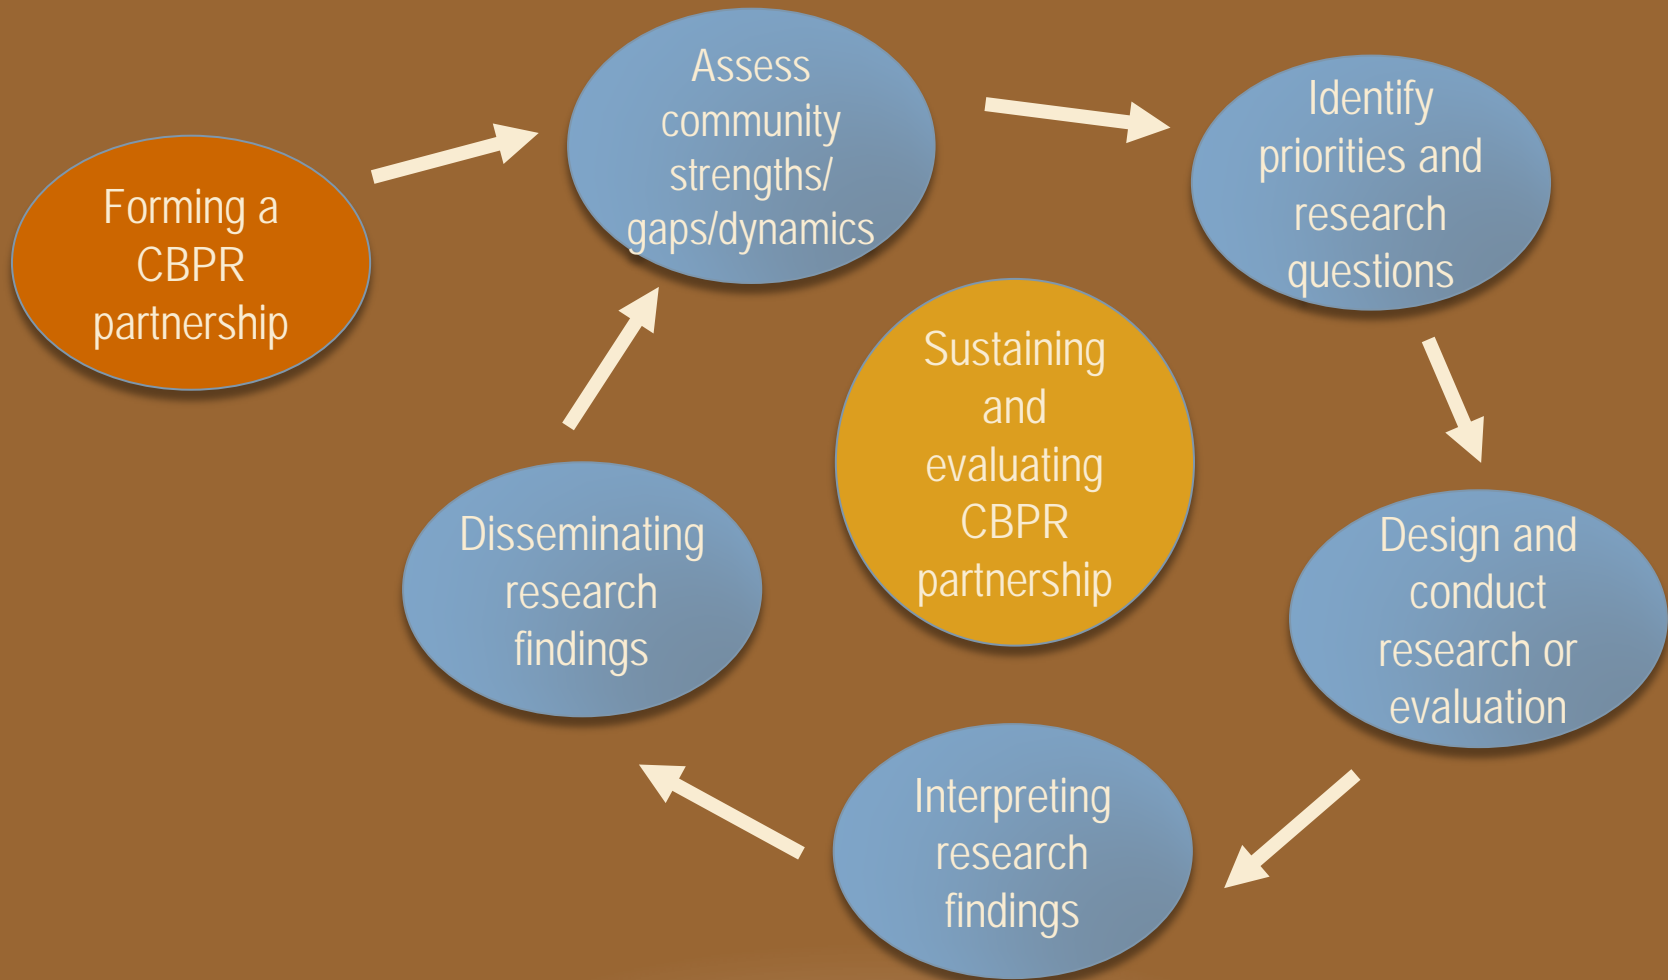 Forming a
CBPR
partnership
Assess
community
strengths/
gaps/dynamics
Identify
priorities and
research
questions
Design and
conduct
research or
evaluation
Interpreting
research
findings
Disseminating
research
findings
Sustaining
and
evaluating
CBPR
partnership